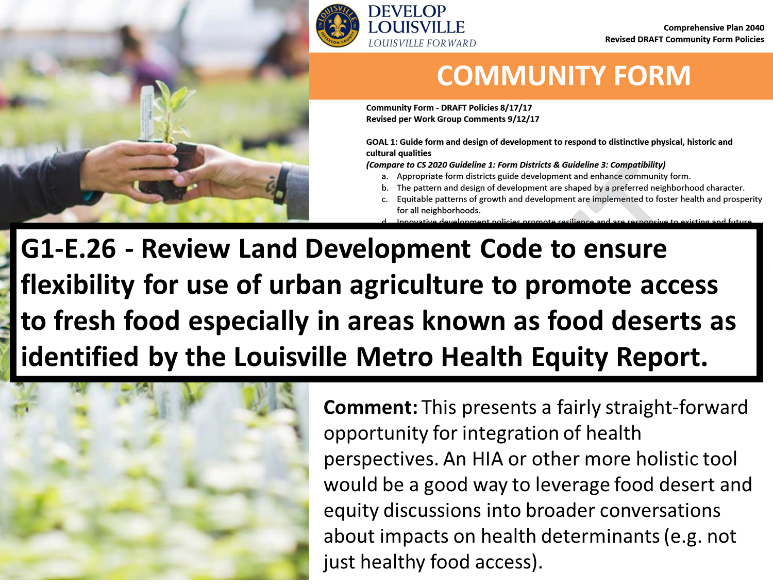 DEVELOP
LOUISVILLE
LOUISVILLE FORWARD
Comprehensive Plan 2040
Revised DRAFT Community Form Policies
COMMUNITY FORM
Community Form - DRAFT Policies 8/17/17
Revised per Work Group Comments 9/12/17
GOAL 1: Guide form and design of development to respond to distinctive physical, historic and
cultural qualities
(Compare to CS 2020 Guideline 1: Form Districts & Guideline 3: Compatibility)
a. Appropriate form districts guide development and enhance community form.
b. The pattern and design of development are shaped by a preferred neighborhood character.
c. Equitable patterns of growth and development are implemented to foster health and prosperity
for all neighborhoods.
d. Innovative development policies promote resilience and are responsive to existing and future
G1-E.26 - Review Land Development Code to ensure
flexibility for use of urban agriculture to promote access
to fresh food especially in areas known as food deserts as
identified by the Louisville Metro Health Equity Report.
Comment: This presents a fairly straight-forward
opportunity for integration of health
perspectives. An HIA or other more holistic tool
would be a good way to leverage food desert and
equity discussions into broader conversations
about impacts on health determinants (e.g. not
just healthy food access).